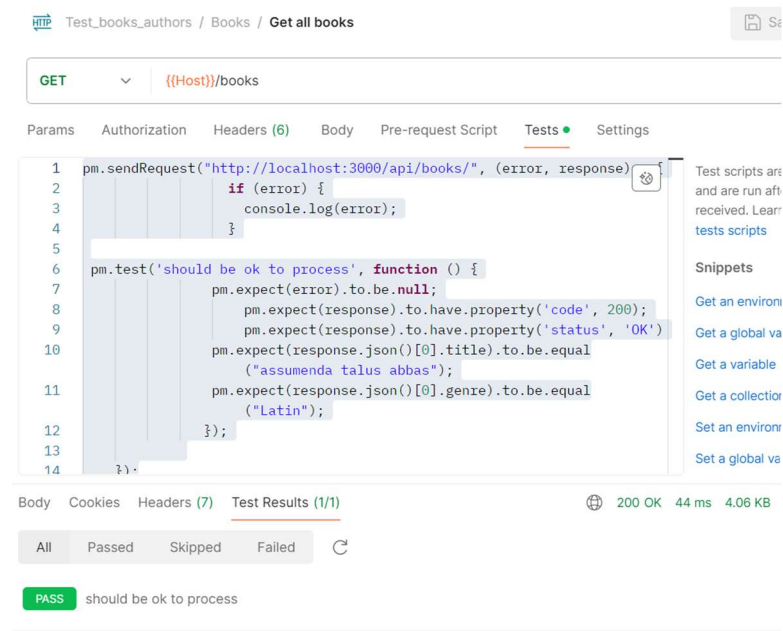 HTTP Test_books_authors / Books / Get all books
Sa
GET {{Host}}/books
Params Authorization Headers (6) Body Pre-request Script Tests Settings
1 pm.sendRequest("http://localhost:3000/api/books/", (error, response) {
2 if (error) {
3 console.log(error);
4 }
5
6 pm.test('should be ok to process', function () {
7 pm.expect(error).to.be.null;
8 pm.expect(response).to.have.property('code', 200);
9 pm.expect(response).to.have.property('status', 'OK')
10 pm.expect(response.json()[0].title).to.be.equal
("assumenda talus abbas");
11 pm.expect(response.json()[0].genre).to.be.equal
("Latin");
12 });
13
14 });
Test scripts are
and are run afte
received. Learn
tests scripts
Snippets
Get an environm
Get a global va
Get a variable
Get a collection
Set an environm
Set a global va
Body Cookies Headers (7) Test Results (1/1) 200 OK 44 ms 4.06 KB
All Passed Skipped Failed
PASS should be ok to process